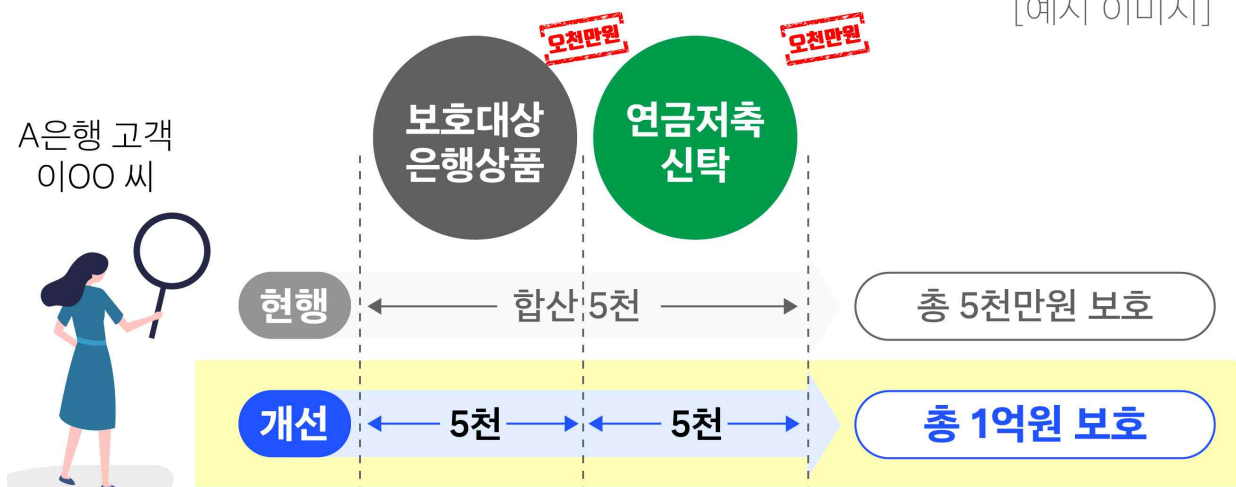 [예시 이미지]
오천만원
오천만원
보호대상
은행상품
연금저축
신탁
A은행 고객
이OO 씨
현행
합산 5천
총 5천만원 보호
개선
5천
5천
총 1억원 보호